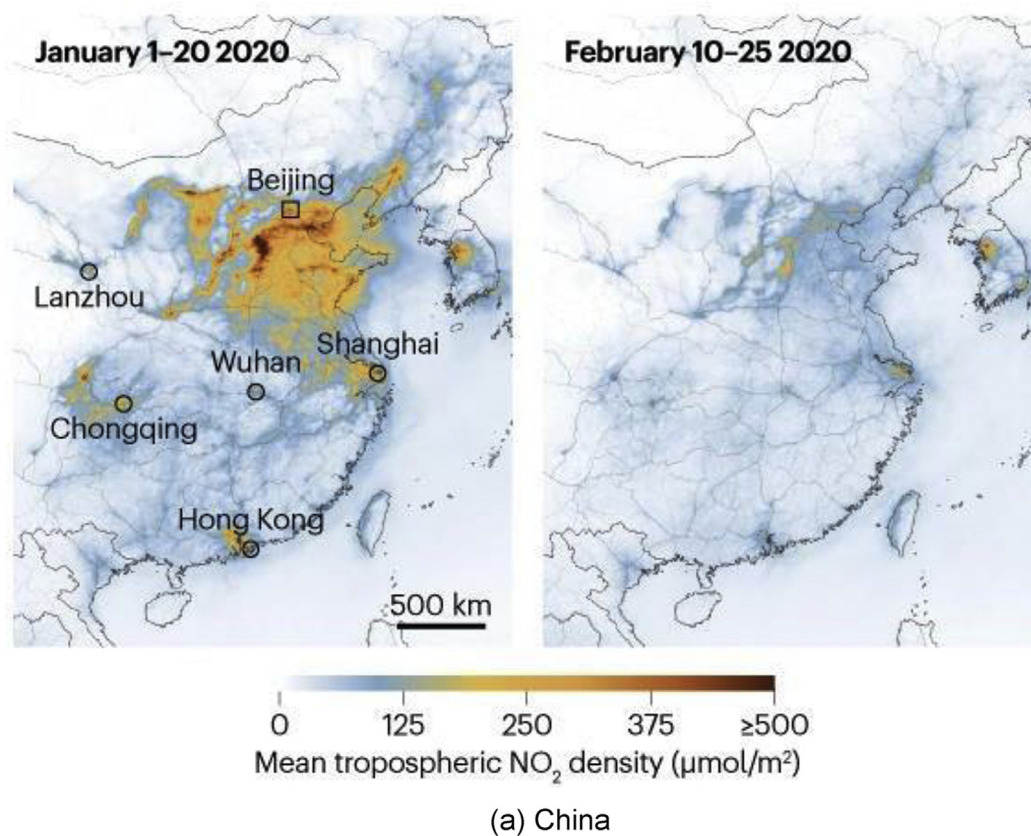 January 1–20 2020
February 10–25 2020
Beijing
Lanzhou
Shanghai
Wuhan
Chongqing
Hong Kong
500 km
0 125 250 375 ≥500
Mean tropospheric NO₂ density (μmol/m²)
(a) China